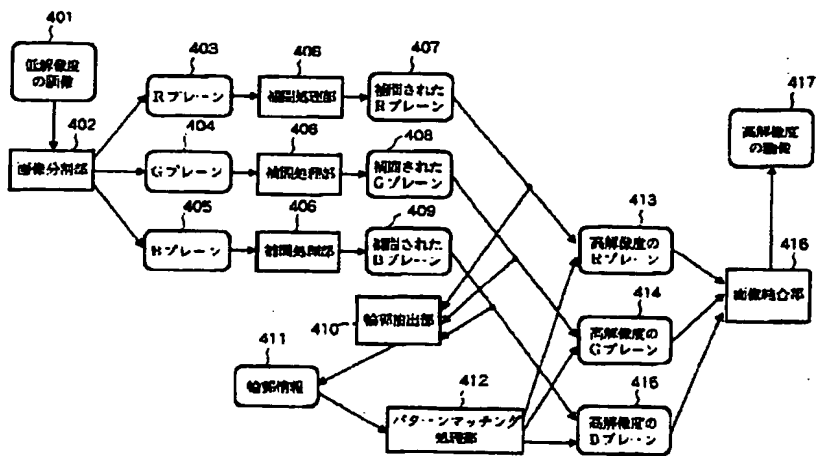 401
低解像度
の画像
402
画像分割部
403
Rプレーン
404
Gプレーン
405
Bプレーン
406
補間処理部
406
補間処理部
406
補間処理部
407
補間された
Rプレーン
408
補間された
Gプレーン
409
補間された
Bプレーン
410
輪郭抽出部
411
輪郭情報
412
パターンマッチング
処理部
413
高解像度の
Rプレーン
414
高解像度の
Gプレーン
415
高解像度の
Bプレーン
416
画像統合部
417
高解像度
の画像